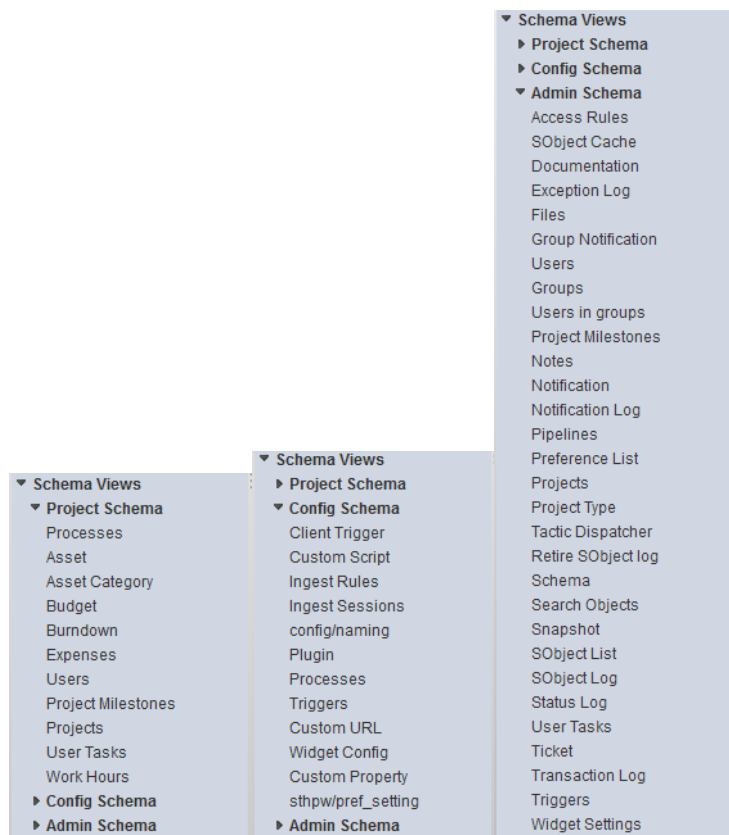 Schema Views
Project Schema
Processes
Asset
Asset Category
Budget
Burndown
Expenses
Users
Project Milestones
Projects
User Tasks
Work Hours
Config Schema
Admin Schema
Schema Views
Project Schema
Config Schema
Client Trigger
Custom Script
Ingest Rules
Ingest Sessions
config/naming
Plugin
Processes
Triggers
Custom URL
Widget Config
Custom Property
sthpw/pref_setting
Admin Schema
Schema Views
Project Schema
Config Schema
Admin Schema
Access Rules
SObject Cache
Documentation
Exception Log
Files
Group Notification
Users
Groups
Users in groups
Project Milestones
Notes
Notification
Notification Log
Pipelines
Preference List
Projects
Project Type
Tactic Dispatcher
Retire SObject log
Schema
Search Objects
Snapshot
SObject List
SObject Log
Status Log
User Tasks
Ticket
Transaction Log
Triggers
Widget Settings